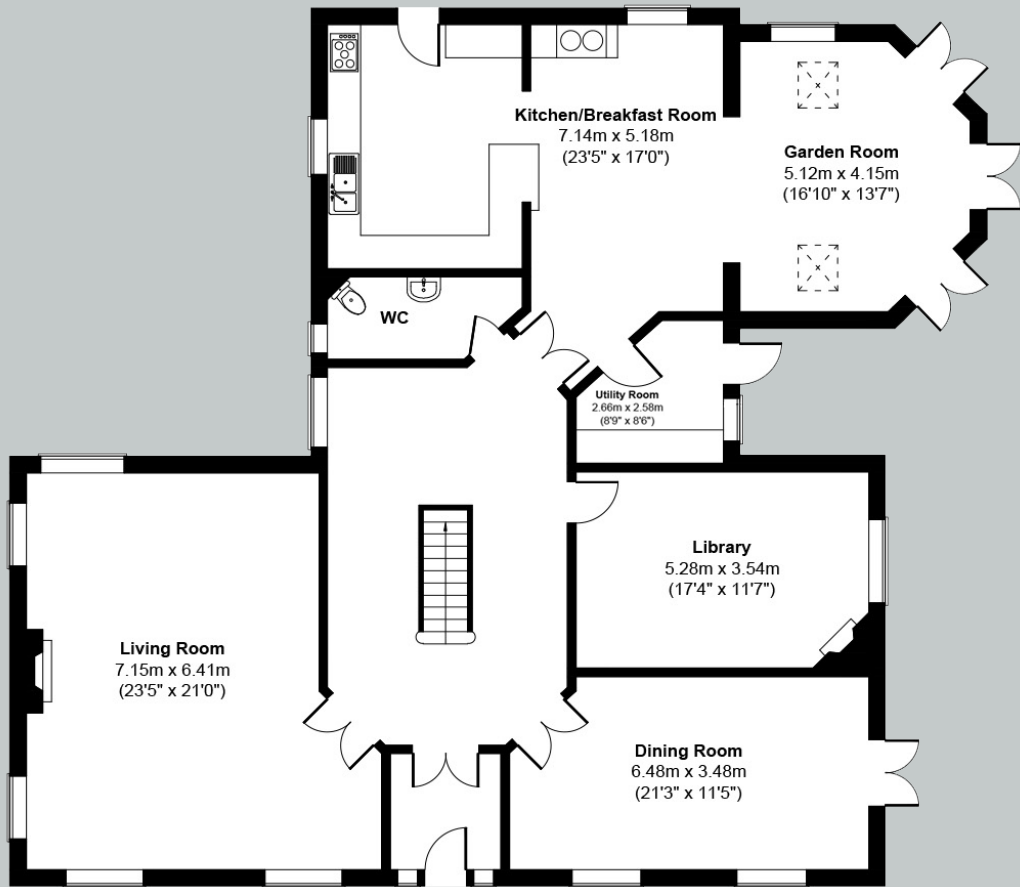 Kitchen/Breakfast Room
7.14m x 5.18m
(23'5" x 17'0")
Garden Room
5.12m x 4.15m
(16'10" x 13'7")
WC
Utility Room
2.66m x 2.58m
(8'9" x 8'6")
Library
5.28m x 3.54m
(17'4" x 11'7")
Living Room
7.15m x 6.41m
(23'5" x 21'0")
Dining Room
6.48m x 3.48m
(21'3" x 11'5")